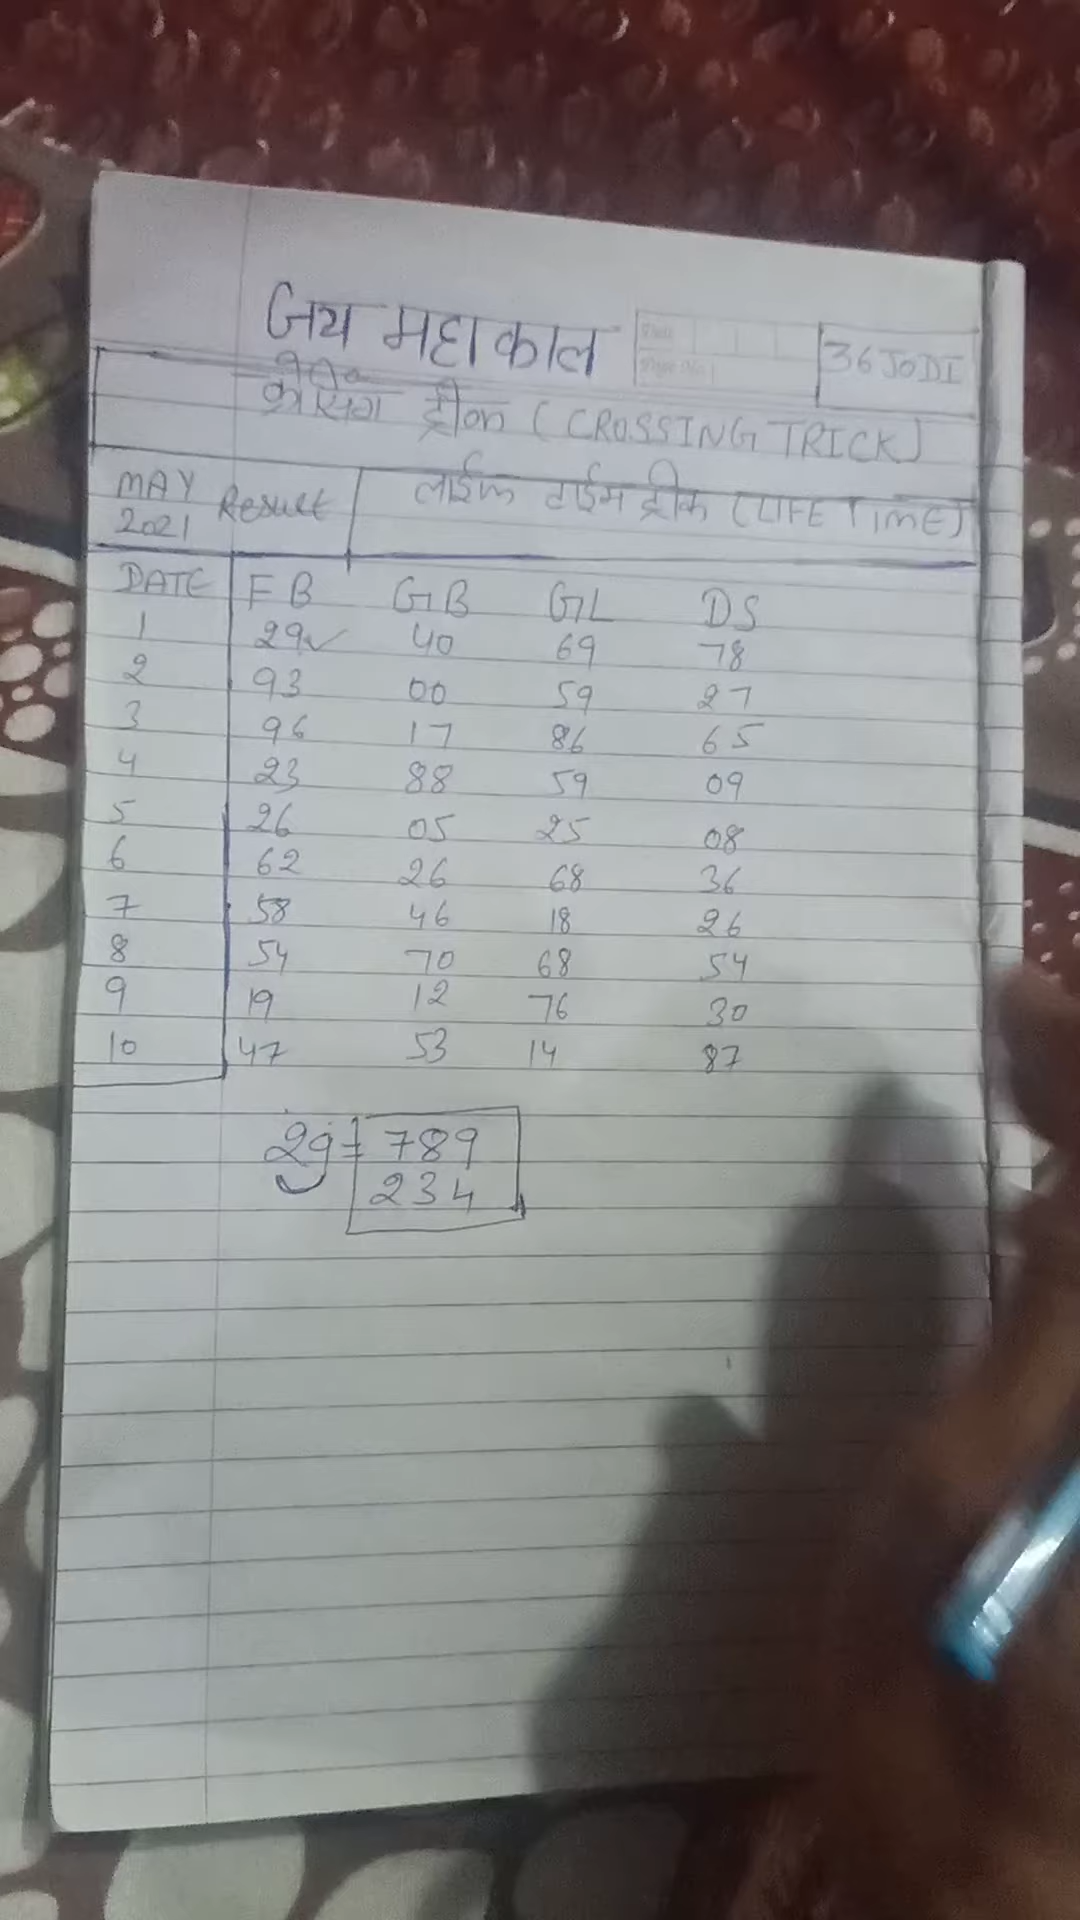 जय महाकाल
36 JODI
क्रोसिंग ट्रीक (CROSSING TRICK)
MAY 2021 Result लाईफ टाईम ट्रीक (LIFE TIME)
DATE FB GB GL DS
1 29 40 69 78
2 93 00 59 27
3 96 17 86 65
4 23 88 59 09
5 26 05 25 08
6 62 26 68 36
7 58 46 18 26
8 54 70 68 54
9 19 12 76 30
10 47 53 14 87
29= 789
234